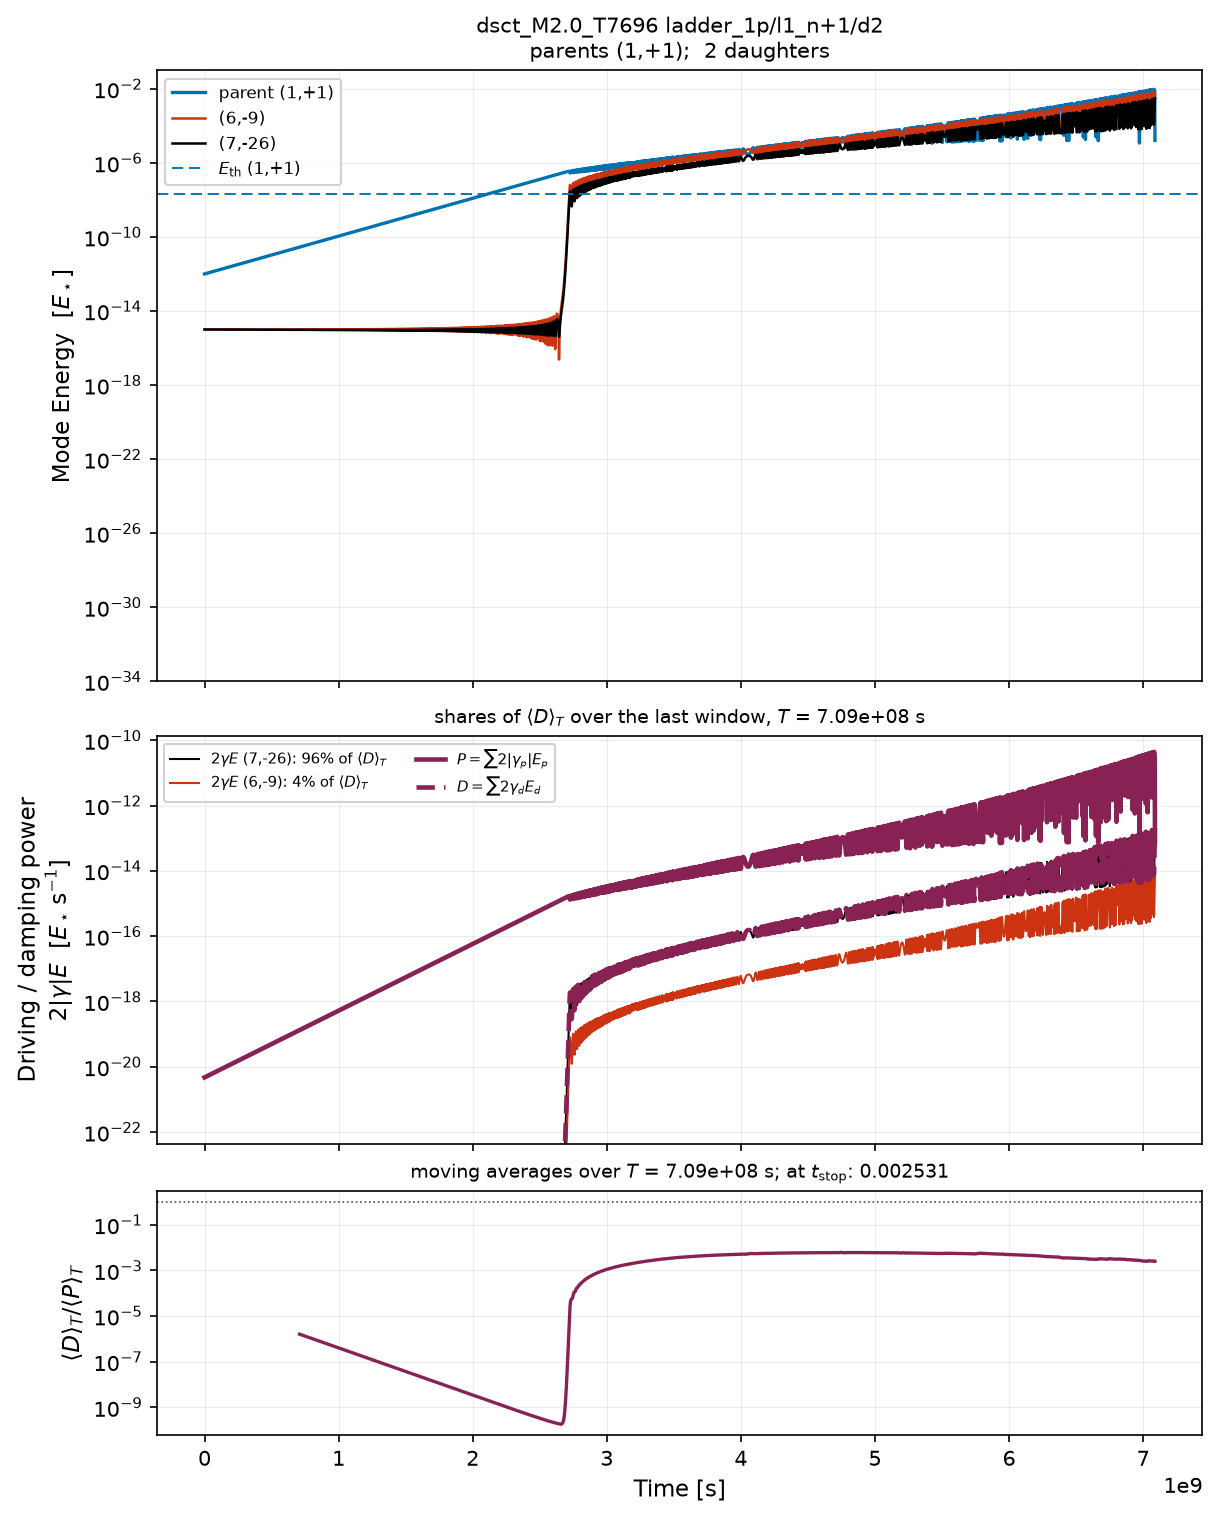 dsct_M2.0_T7696 ladder_1p/l1_n+1/d2
parents (1,+1);  2 daughters
parent (1,+1)
(6,-9)
(7,-26)
E_th (1,+1)
Mode Energy [E⋆]
10⁻²
10⁻⁶
10⁻¹⁰
10⁻¹⁴
10⁻¹⁸
10⁻²²
10⁻²⁶
10⁻³⁰
10⁻³⁴
shares of ⟨D⟩_T over the last window, T = 7.09e+08 s
2γE (7,-26): 96% of ⟨D⟩_T
2γE (6,-9): 4% of ⟨D⟩_T
P = ∑2|γ_p|E_p
D = ∑2γ_dE_d
Driving / damping power
2|γ|E [E⋆ s⁻¹]
10⁻¹⁰
10⁻¹²
10⁻¹⁴
10⁻¹⁶
10⁻¹⁸
10⁻²⁰
10⁻²²
moving averages over T = 7.09e+08 s; at t_stop: 0.002531
⟨D⟩_T/⟨P⟩_T
10⁻¹
10⁻³
10⁻⁵
10⁻⁷
10⁻⁹
0 1 2 3 4 5 6 7
1e9
Time [s]